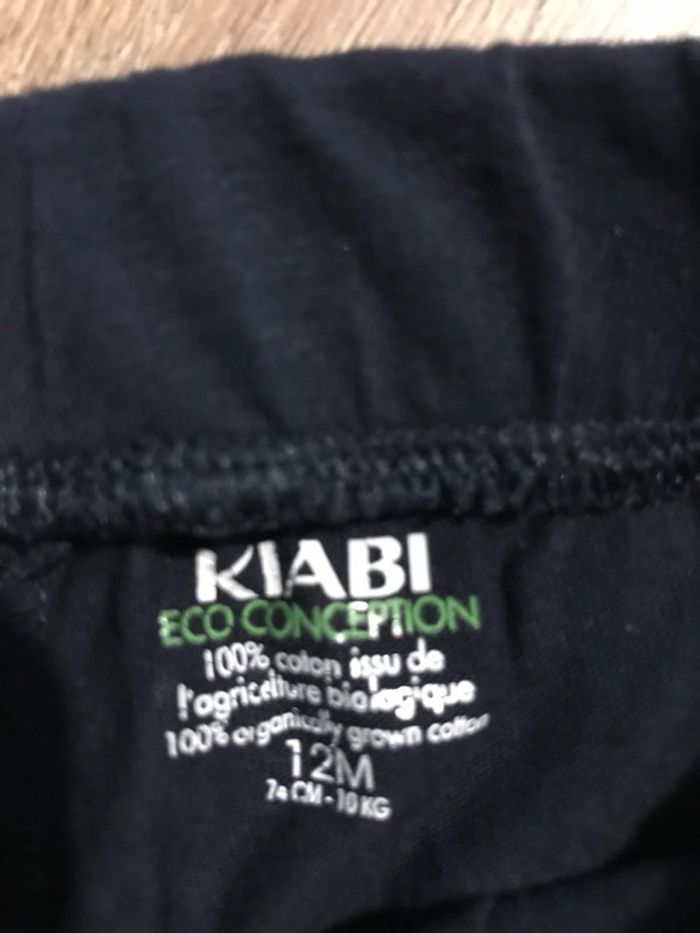 KIABI
ECO CONCEPTION
100% coton issu de
l'agriculture biologique
100% organically grown cotton
12M
74 CM - 10 KG